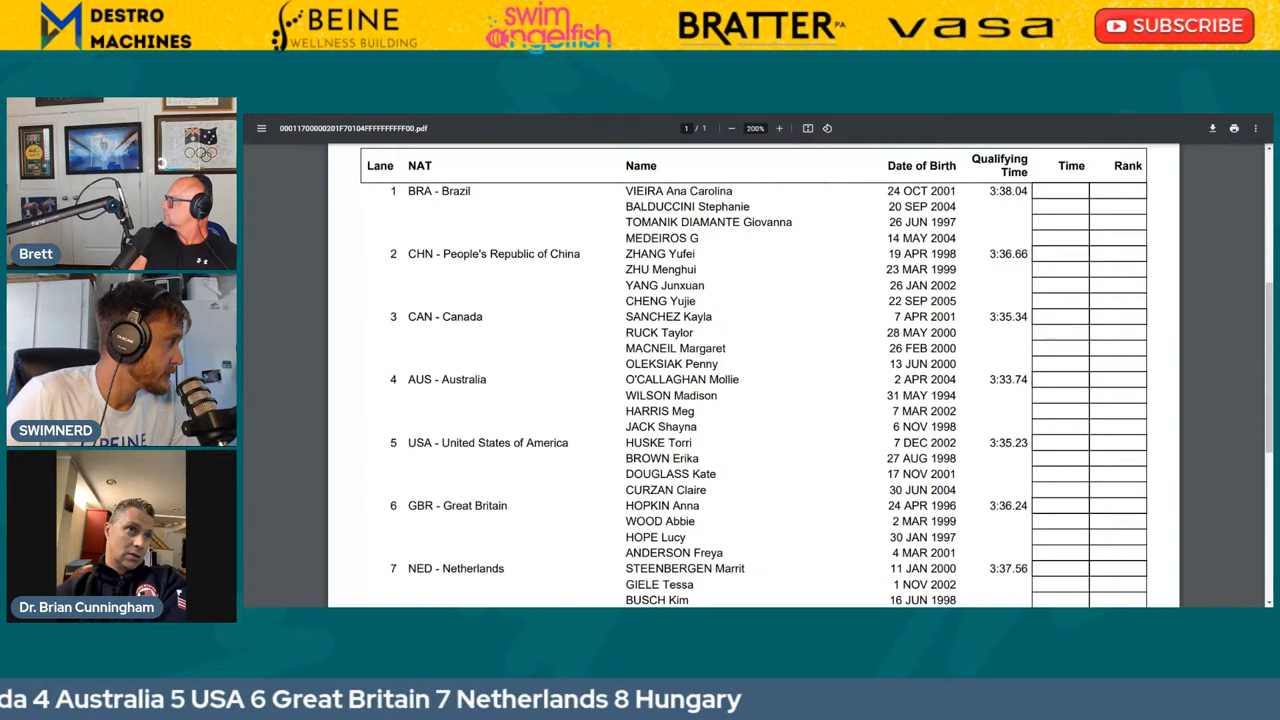 DESTRO
MACHINES
BEINE
WELLNESS BUILDING
swim
angelfish
BRATTER PA
vasa
SUBSCRIBE
000117000000201F70104FFFFFFFFFF00.pdf
1 / 1
200%
Lane NAT Name Date of Birth Qualifying Time Time Rank
1 BRA - Brazil VIEIRA Ana Carolina 24 OCT 2001 3:38.04
BALDUCCINI Stephanie 20 SEP 2004
TOMANIK DIAMANTE Giovanna 26 JUN 1997
MEDEIROS G 14 MAY 2004
2 CHN - People's Republic of China ZHANG Yufei 19 APR 1998 3:36.66
ZHU Menghui 23 MAR 1999
YANG Junxuan 26 JAN 2002
CHENG Yujie 22 SEP 2005
3 CAN - Canada SANCHEZ Kayla 7 APR 2001 3:35.34
RUCK Taylor 28 MAY 2000
MACNEIL Margaret 26 FEB 2000
OLEKSIAK Penny 13 JUN 2000
4 AUS - Australia O'CALLAGHAN Mollie 2 APR 2004 3:33.74
WILSON Madison 31 MAY 1994
HARRIS Meg 7 MAR 2002
JACK Shayna 6 NOV 1998
5 USA - United States of America HUSKE Torri 7 DEC 2002 3:35.23
BROWN Erika 27 AUG 1998
DOUGLASS Kate 17 NOV 2001
CURZAN Claire 30 JUN 2004
6 GBR - Great Britain HOPKIN Anna 24 APR 1996 3:36.24
WOOD Abbie 2 MAR 1999
HOPE Lucy 30 JAN 1997
ANDERSON Freya 4 MAR 2001
7 NED - Netherlands STEENBERGEN Marrit 11 JAN 2000 3:37.56
GIELE Tessa 1 NOV 2002
BUSCH Kim 16 JUN 1998
Brett
SWIMNERD
BEINE
Dr. Brian Cunningham
da 4 Australia 5 USA 6 Great Britain 7 Netherlands 8 Hungary